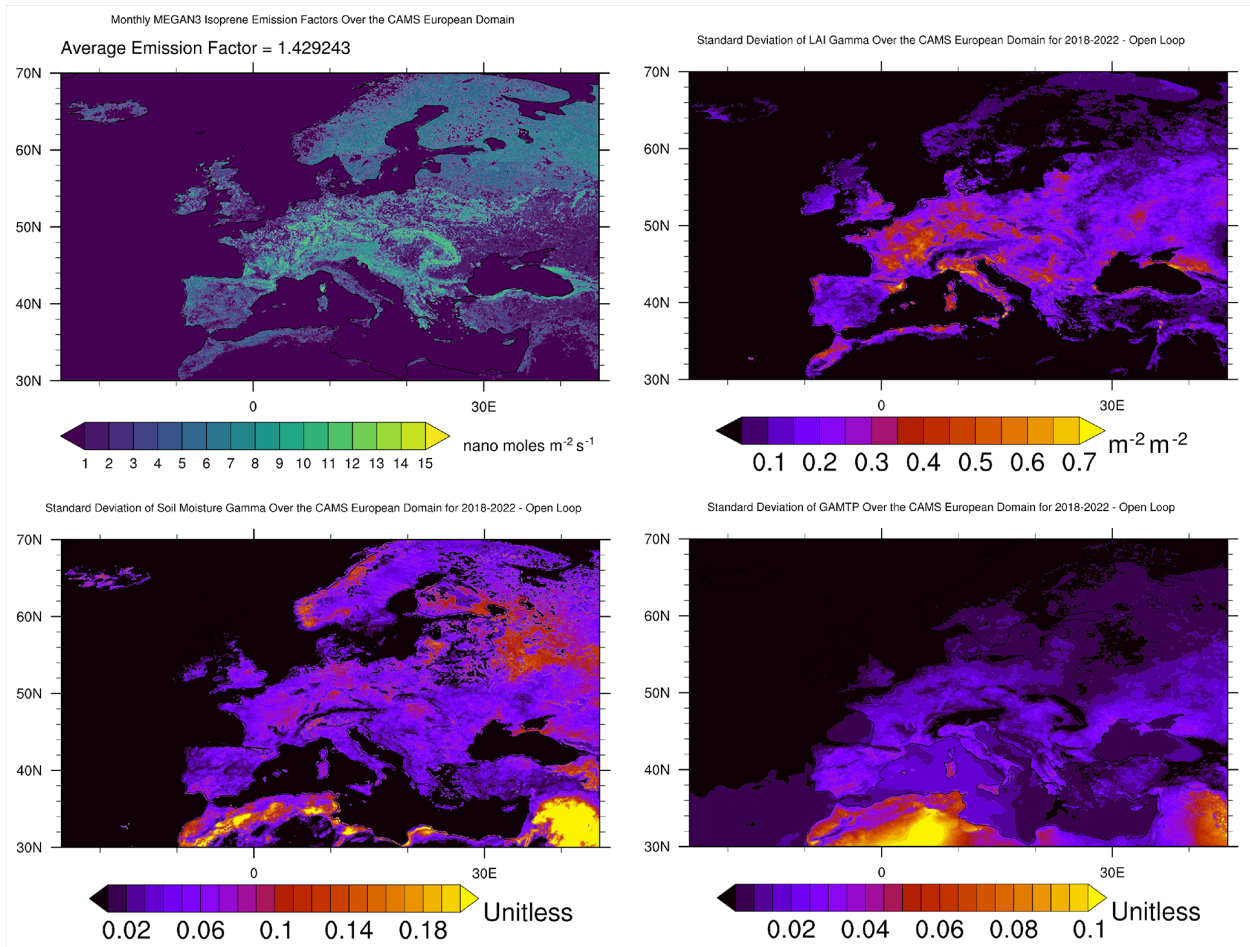 Monthly MEGAN3 Isoprene Emission Factors Over the CAMS European Domain
Average Emission Factor = 1.429243
70N
60N
50N
40N
30N
0 30E
1 2 3 4 5 6 7 8 9 10 11 12 13 14 15
nano moles m⁻² s⁻¹
Standard Deviation of LAI Gamma Over the CAMS European Domain for 2018-2022 - Open Loop
70N
60N
50N
40N
30N
0 30E
0.1 0.2 0.3 0.4 0.5 0.6 0.7
m⁻² m⁻²
Standard Deviation of Soil Moisture Gamma Over the CAMS European Domain for 2018-2022 - Open Loop
70N
60N
50N
40N
30N
0 30E
0.02 0.06 0.1 0.14 0.18
Unitless
Standard Deviation of GAMTP Over the CAMS European Domain for 2018-2022 - Open Loop
70N
60N
50N
40N
30N
0 30E
0.02 0.04 0.06 0.08 0.1
Unitless